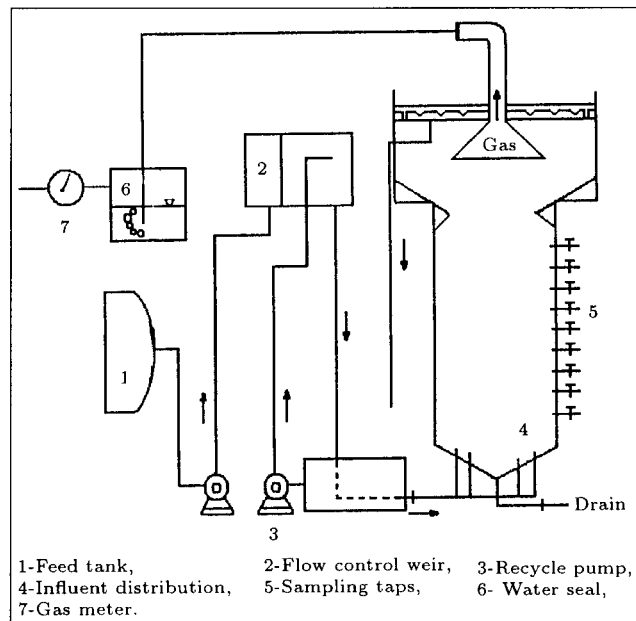 Gas
2
6
7
5
1
4
3
Drain
1-Feed tank, 2-Flow control weir, 3-Recycle pump,
4-Influent distribution, 5-Sampling taps, 6- Water seal,
7-Gas meter.